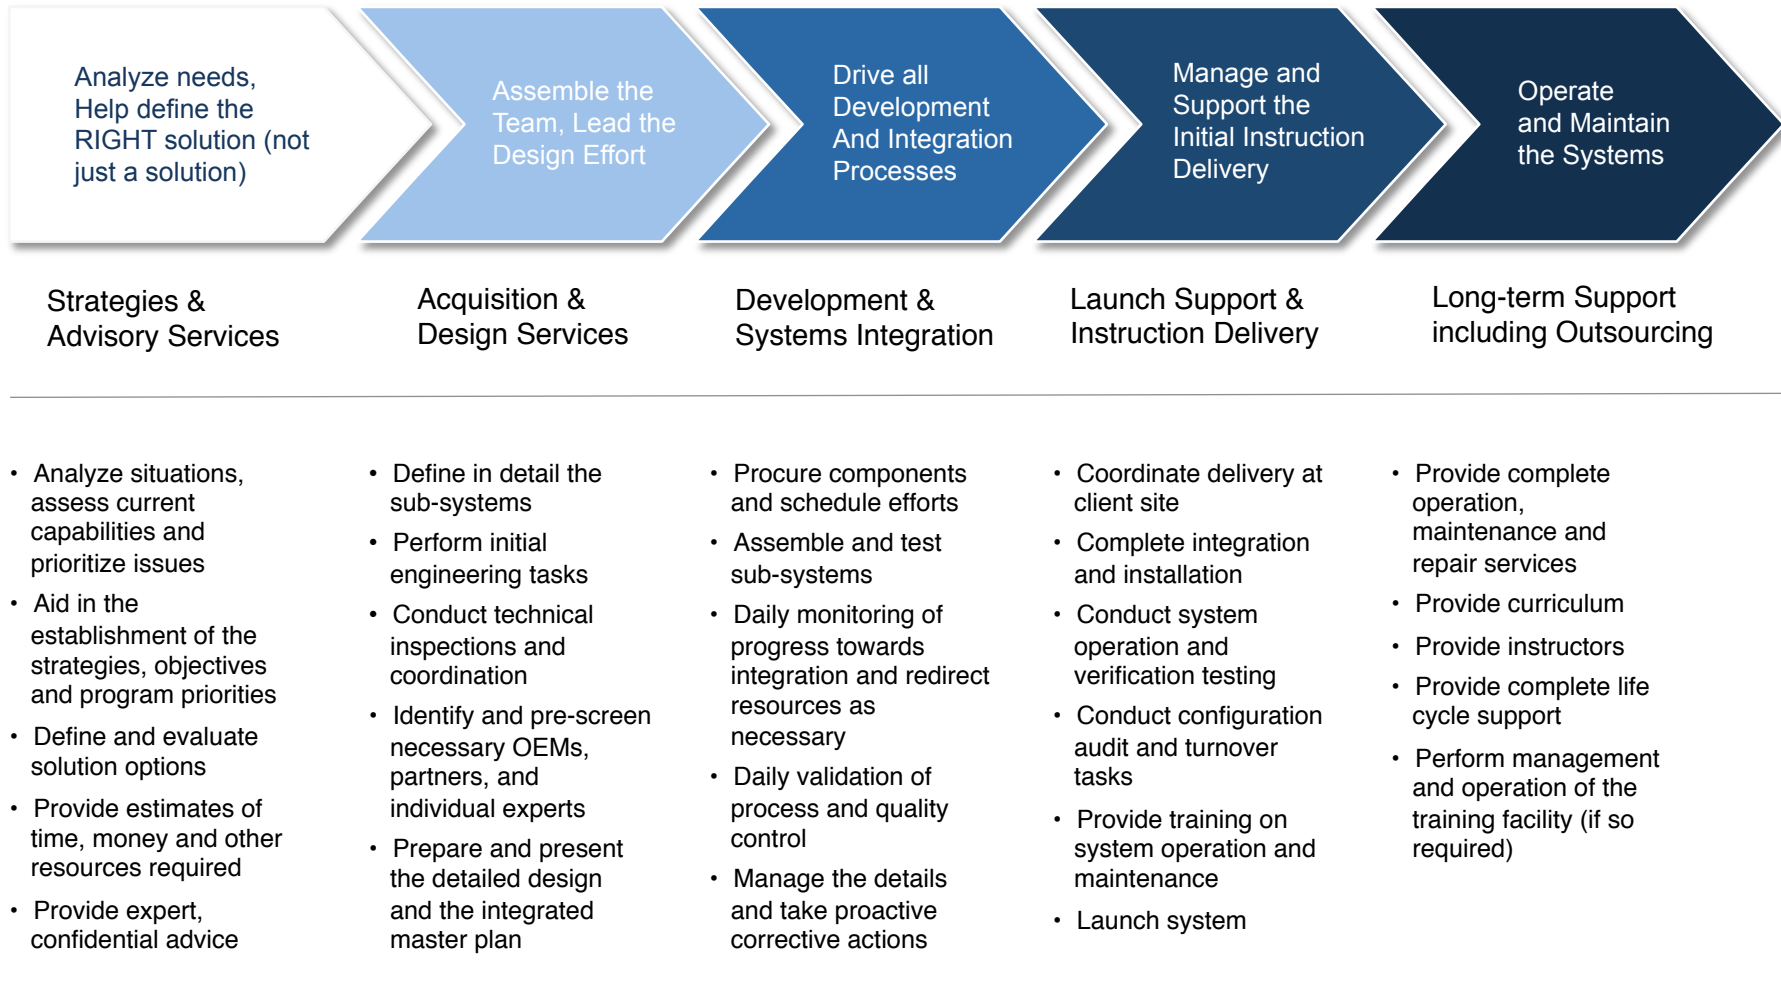 Analyze needs,
Help define the
RIGHT solution (not
just a solution)
Assemble the
Team, Lead the
Design Effort
Drive all
Development
And Integration
Processes
Manage and
Support the
Initial Instruction
Delivery
Operate
and Maintain
the Systems
Strategies &
Advisory Services
Acquisition &
Design Services
Development &
Systems Integration
Launch Support &
Instruction Delivery
Long-term Support
including Outsourcing
• Analyze situations,
assess current
capabilities and
prioritize issues
• Aid in the
establishment of the
strategies, objectives
and program priorities
• Define and evaluate
solution options
• Provide estimates of
time, money and other
resources required
• Provide expert,
confidential advice
• Define in detail the
sub-systems
• Perform initial
engineering tasks
• Conduct technical
inspections and
coordination
• Identify and pre-screen
necessary OEMs,
partners, and
individual experts
• Prepare and present
the detailed design
and the integrated
master plan
• Procure components
and schedule efforts
• Assemble and test
sub-systems
• Daily monitoring of
progress towards
integration and redirect
resources as
necessary
• Daily validation of
process and quality
control
• Manage the details
and take proactive
corrective actions
• Coordinate delivery at
client site
• Complete integration
and installation
• Conduct system
operation and
verification testing
• Conduct configuration
audit and turnover
tasks
• Provide training on
system operation and
maintenance
• Launch system
• Provide complete
operation,
maintenance and
repair services
• Provide curriculum
• Provide instructors
• Provide complete life
cycle support
• Perform management
and operation of the
training facility (if so
required)